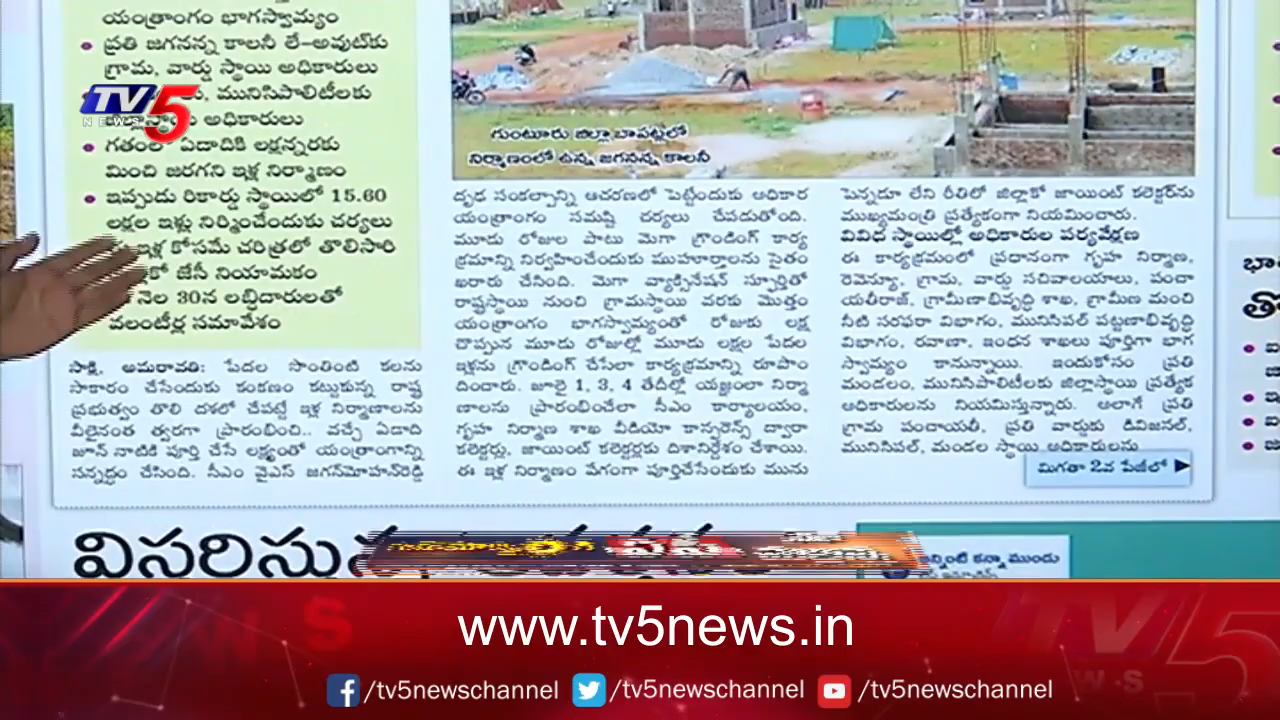 యంత్రాంగం భాగస్వామ్యం
• ప్రతి జగనన్న కాలనీ లే-అవుట్‌కు
గ్రామ, వార్డు స్థాయి అధికారులు
మునిసిపాలిటీలకు
అధికారులు
• గతంలో ఏడాదికి లక్షన్నరకు
మించి జరగని ఇళ్ల నిర్మాణం
• ఇప్పుడు రికార్డు స్థాయిలో 15.60
లక్షల ఇళ్లు నిర్మించేందుకు చర్యలు
ఇళ్ల కోసమే చరిత్రలో తొలిసారి
జేసీ నియామకం
నెల 30న లబ్ధిదారులతో
వలంటీర్ల సమావేశం
TV5
NEWS
సాక్షి, అమరావతి: పేదల సొంతింటి కలను
సాకారం చేసేందుకు కంకణం కట్టుకున్న రాష్ట్ర
ప్రభుత్వం తొలి దశలో చేపట్టే ఇళ్ల నిర్మాణాలను
వీలైనంత త్వరగా ప్రారంభించి.. వచ్చే ఏడాది
జూన్ నాటికి పూర్తి చేసే లక్ష్యంతో యంత్రాంగాన్ని
సన్నద్ధం చేసింది. సీఎం వైఎస్ జగన్‌మోహన్‌రెడ్డి
గుంటూరు జిల్లా బాపట్లలో
నిర్మాణంలో ఉన్న జగనన్న కాలనీ
దృఢ సంకల్పాన్ని ఆచరణలో పెట్టేందుకు అధికార
యంత్రాంగం సమష్టి చర్యలు చేపడుతోంది.
మూడు రోజుల పాటు మెగా గ్రౌండింగ్ కార్య
క్రమాన్ని నిర్వహించేందుకు ముహూర్తాలను సైతం
ఖరారు చేసింది. మెగా వ్యాక్సినేషన్ స్ఫూర్తితో
రాష్ట్రస్థాయి నుంచి గ్రామస్థాయి వరకు మొత్తం
యంత్రాంగం భాగస్వామ్యంతో రోజుకు లక్ష
చొప్పున మూడు రోజుల్లో మూడు లక్షల పేదల
ఇళ్లను గ్రౌండింగ్ చేసేలా కార్యక్రమాన్ని రూపొం
దించారు. జూలై 1, 3, 4 తేదీల్లో యజ్ఞంలా నిర్మా
ణాలను ప్రారంభించేలా సీఎం కార్యాలయం,
గృహ నిర్మాణ శాఖ వీడియో కాన్ఫరెన్స్ ద్వారా
కలెక్టర్లు, జాయింట్ కలెక్టర్లకు దిశానిర్దేశం చేశాయి.
ఈ ఇళ్ల నిర్మాణం వేగంగా పూర్తిచేసేందుకు మును
పెన్నడూ లేని రీతిలో జిల్లాకో జాయింట్ కలెక్టర్‌ను
ముఖ్యమంత్రి ప్రత్యేకంగా నియమించారు.
వివిధ స్థాయిల్లో అధికారుల పర్యవేక్షణ
ఈ కార్యక్రమంలో ప్రధానంగా గృహ నిర్మాణ,
రెవెన్యూ, గ్రామ, వార్డు సచివాలయాలు, పంచా
యతీరాజ్, గ్రామీణాభివృద్ధి శాఖ, గ్రామీణ మంచి
నీటి సరఫరా విభాగం, మునిసిపల్ పట్టణాభివృద్ధి
విభాగం, రవాణా, ఇంధన శాఖలు పూర్తిగా భాగ
స్వామ్యం కానున్నాయి. ఇందుకోసం ప్రతి
మండలం, మునిసిపాలిటీలకు జిల్లాస్థాయి ప్రత్యేక
అధికారులను నియమిస్తున్నారు. అలాగే ప్రతి
గ్రామ పంచాయతీ, ప్రతి వార్డుకు డివిజనల్,
మునిసిపల్, మండల స్థాయి అధికారులను
మిగతా 2వ పేజీలో ▶
www.tv5news.in
/tv5newschannel /tv5newschannel /tv5newschannel